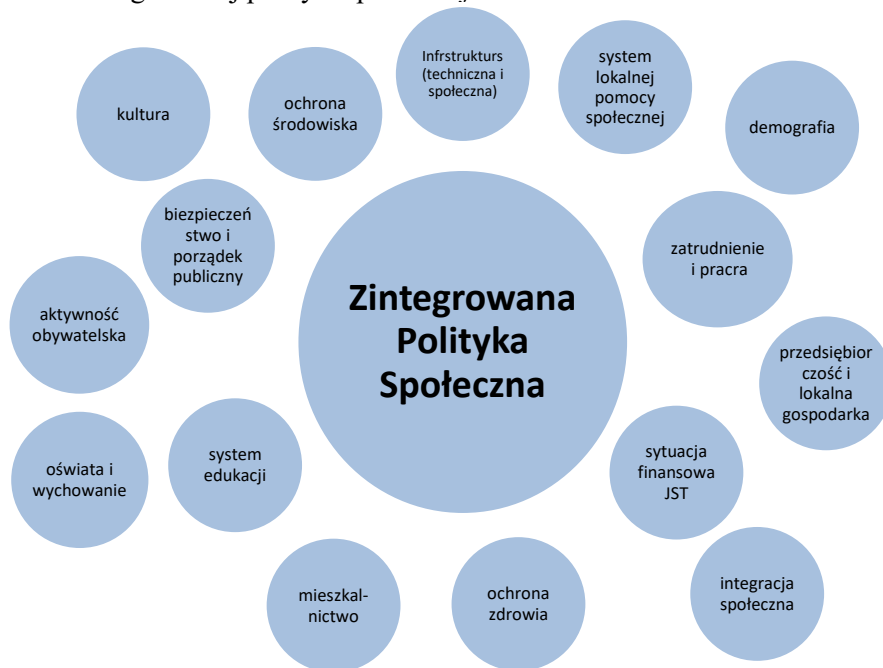 Infrstrukturs
(techniczna i
społeczna)
system
lokalnej
pomocy
społecznej
kultura
ochrona
środowiska
demografia
biezpieczeń
stwo i
porządek
publiczny
zatrudnienie
i pracra
aktywność
obywatelska
Zintegrowana
Polityka
Społeczna
przedsiębior
czość i
lokalna
gospodarka
oświata i
wychowanie
system
edukacji
sytuacja
finansowa
JST
mieszkal-
nictwo
ochrona
zdrowia
integracja
społeczna